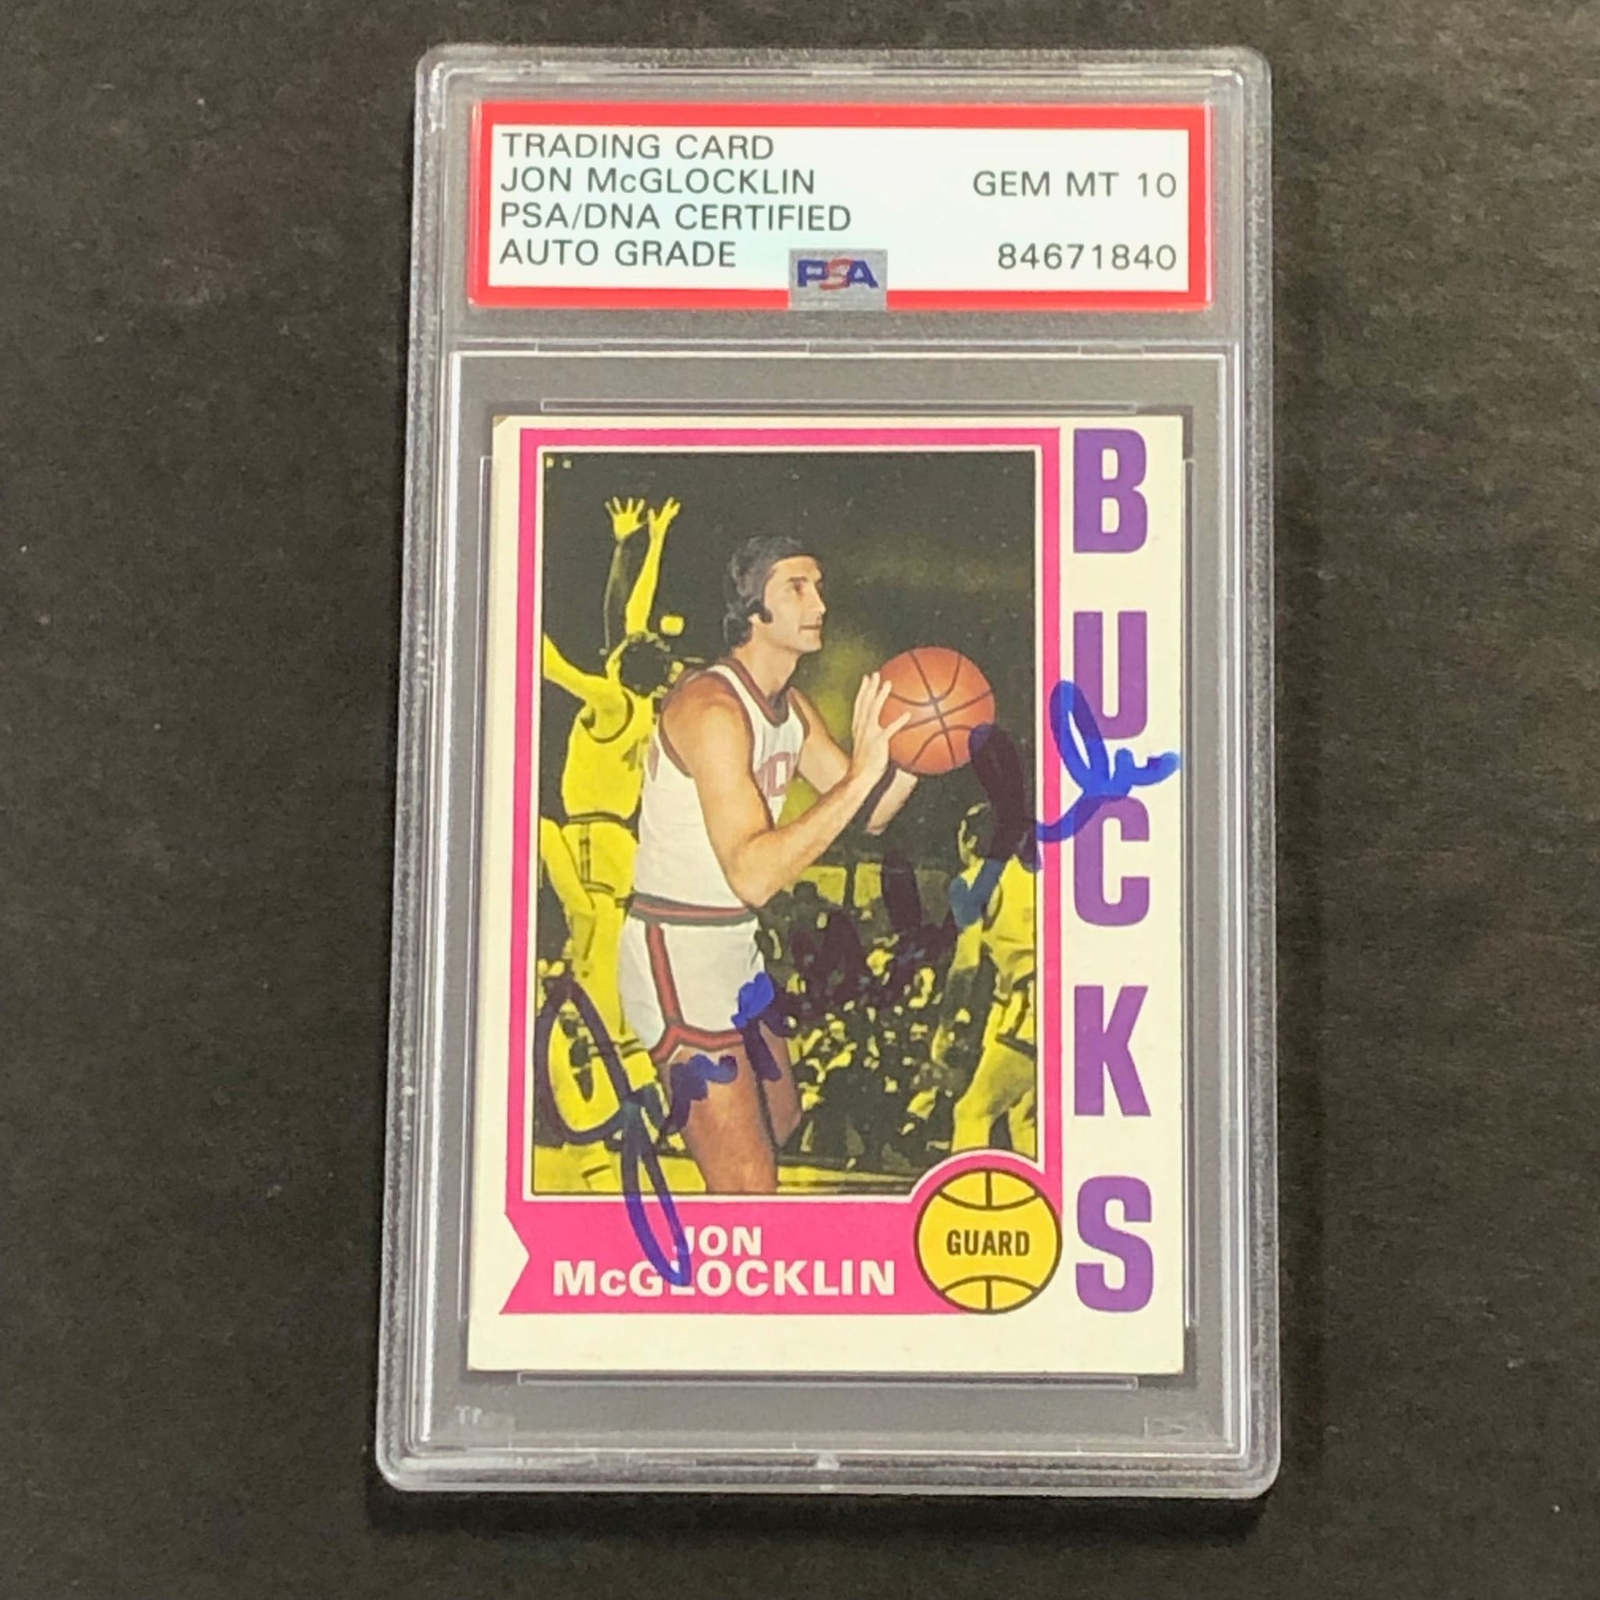 TRADING CARD
JON McGLOCKLIN
PSA/DNA CERTIFIED
AUTO GRADE
GEM MT 10
84671840
PSA
BUCKS
GUARD
JON
McGLOCKLIN